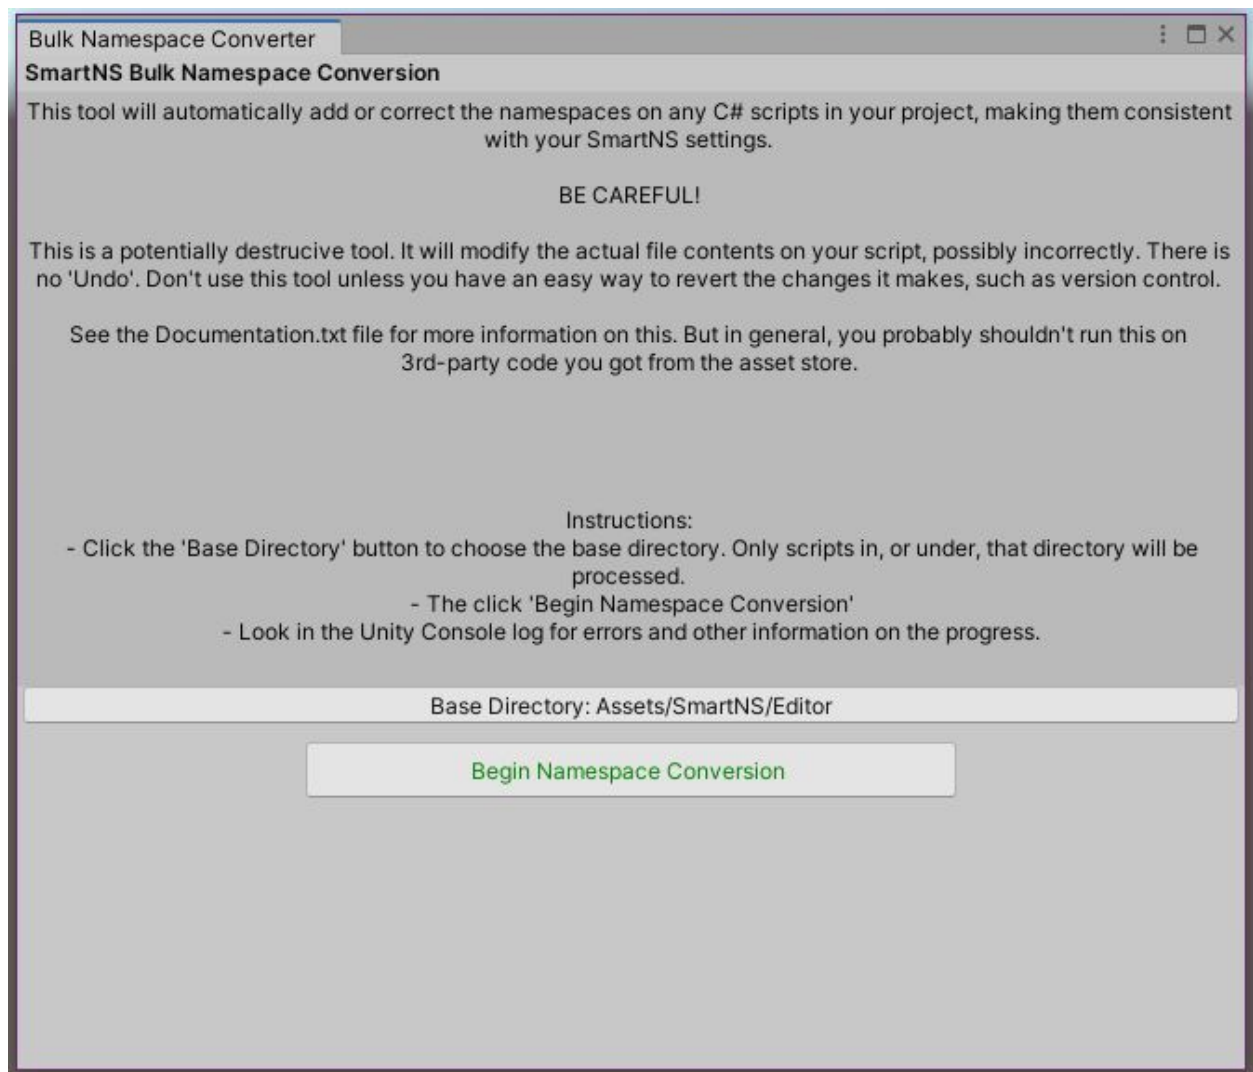 Bulk Namespace Converter
SmartNS Bulk Namespace Conversion
This tool will automatically add or correct the namespaces on any C# scripts in your project, making them consistent
with your SmartNS settings.
BE CAREFUL!
This is a potentially destrucive tool. It will modify the actual file contents on your script, possibly incorrectly. There is
no 'Undo'. Don't use this tool unless you have an easy way to revert the changes it makes, such as version control.
See the Documentation.txt file for more information on this. But in general, you probably shouldn't run this on
3rd-party code you got from the asset store.
Instructions:
- Click the 'Base Directory' button to choose the base directory. Only scripts in, or under, that directory will be
processed.
- The click 'Begin Namespace Conversion'
- Look in the Unity Console log for errors and other information on the progress.
Base Directory: Assets/SmartNS/Editor
Begin Namespace Conversion